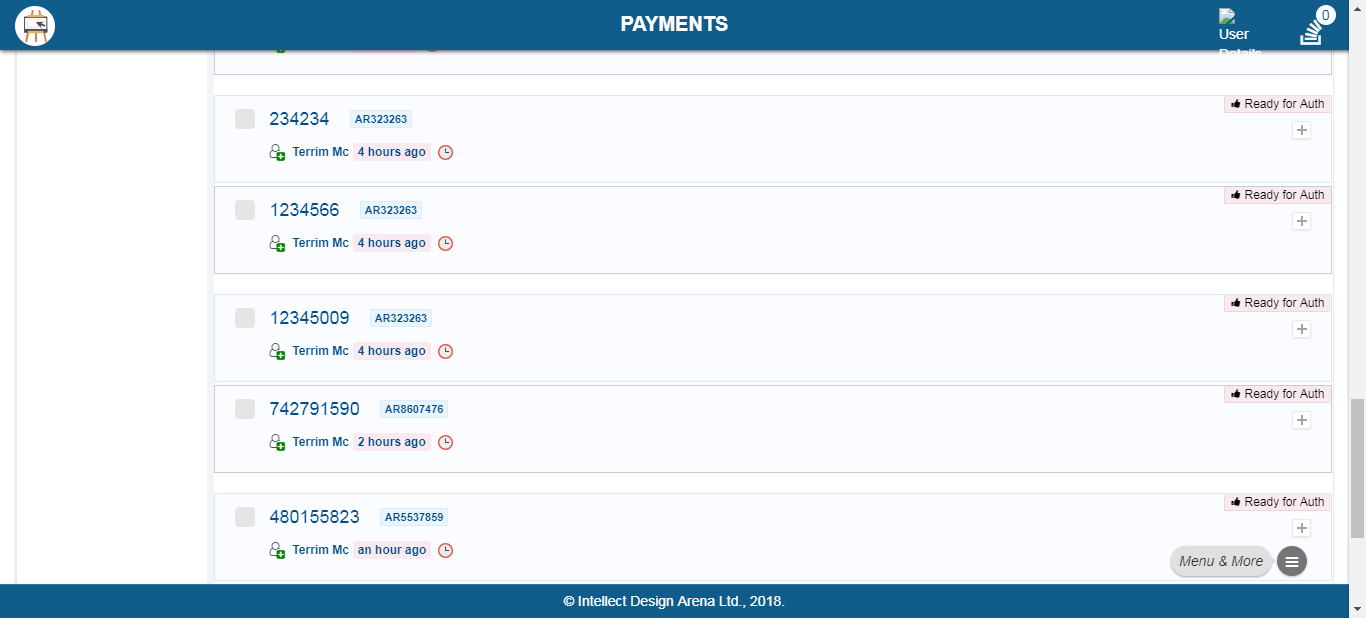 PAYMENTS
User
Details
0
Ready for Auth
234234 AR323263
Terrim Mc 4 hours ago
Ready for Auth
1234566 AR323263
Terrim Mc 4 hours ago
Ready for Auth
12345009 AR323263
Terrim Mc 4 hours ago
Ready for Auth
742791590 AR8607476
Terrim Mc 2 hours ago
Ready for Auth
480155823 AR5537859
Terrim Mc an hour ago
Menu & More
© Intellect Design Arena Ltd., 2018.